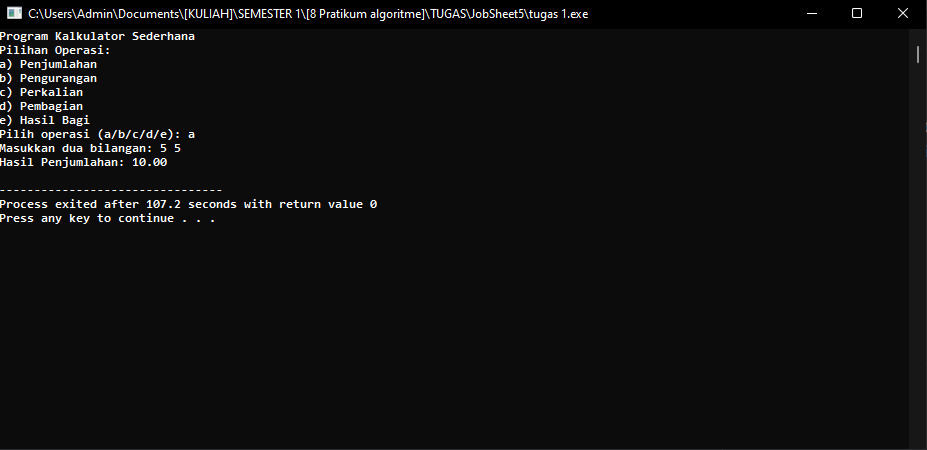 C:\Users\Admin\Documents\[KULIAH]\SEMESTER 1\[8 Pratikum algoritme]\TUGAS\JobSheet5\tugas 1.exe
Program Kalkulator Sederhana
Pilihan Operasi:
a) Penjumlahan
b) Pengurangan
c) Perkalian
d) Pembagian
e) Hasil Bagi
Pilih operasi (a/b/c/d/e): a
Masukkan dua bilangan: 5 5
Hasil Penjumlahan: 10.00
--------------------------------
Process exited after 107.2 seconds with return value 0
Press any key to continue . . .